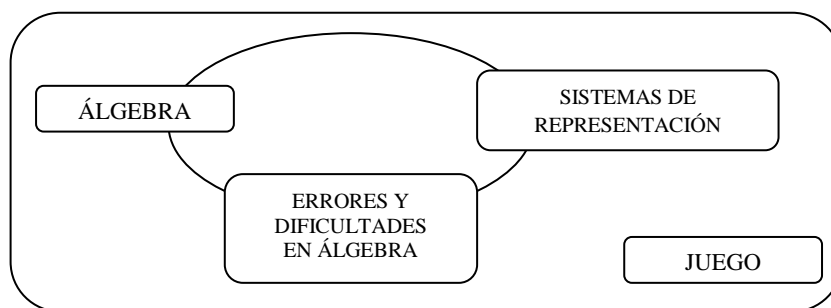 ÁLGEBRA
SISTEMAS DE
REPRESENTACIÓN
ERRORES Y
DIFICULTADES
EN ÁLGEBRA
JUEGO